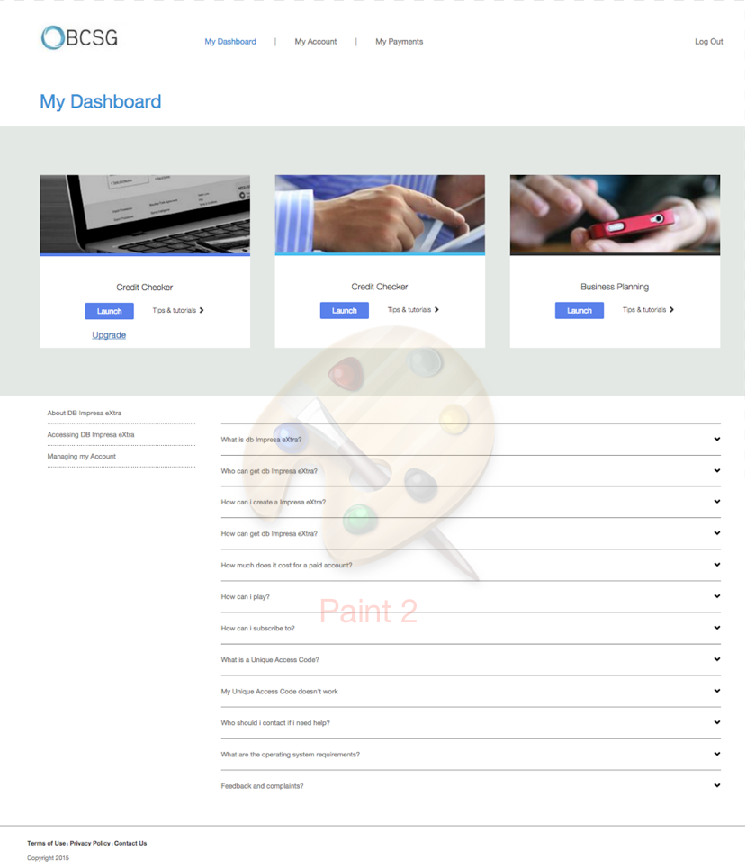 BCSG
My Dashboard | My Account | My Payments
Log Out
My Dashboard
Credit Checker
Launch Tips & tutorials
Upgrade
Credit Checker
Launch Tips & tutorials
Business Planning
Launch Tips & tutorials
About DB Impresa eXtra
Accessing DB Impresa eXtra
Managing my Account
What is db impresa eXtra?
Who can get db Impresa eXtra?
How can i create a Impresa eXtra?
How can get db Impresa eXtra?
How much does it cost for a paid account?
How can i play?
How can i subscribe to?
What is a Unique Access Code?
My Unique Access Code doesn't work
Who should i contact if i need help?
What are the operating system requirements?
Feedback and complaints?
Paint 2
Terms of Use Privacy Policy Contact Us
Copyright 2015